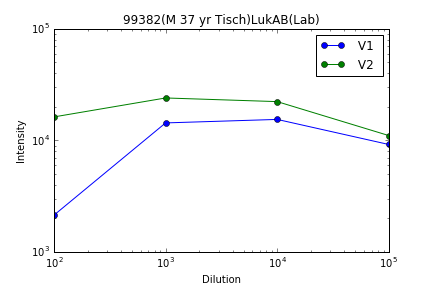 99382(M 37 yr Tisch)LukAB(Lab)
10^5
V1
V2
Intensity
10^4
10^3
10^2
10^3
10^4
10^5
Dilution